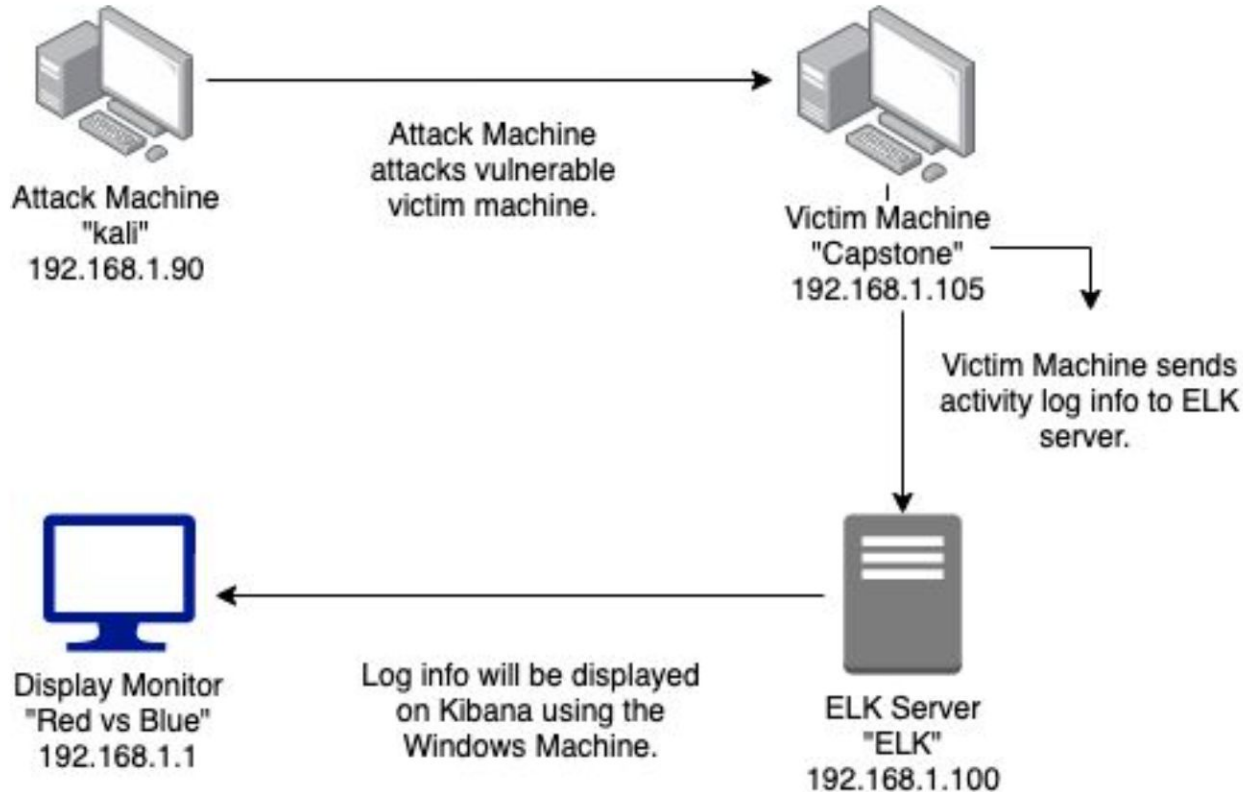 Attack Machine
"kali"
192.168.1.90
Attack Machine
attacks vulnerable
victim machine.
Victim Machine
"Capstone"
192.168.1.105
Victim Machine sends
activity log info to ELK
server.
Display Monitor
"Red vs Blue"
192.168.1.1
Log info will be displayed
on Kibana using the
Windows Machine.
ELK Server
"ELK"
192.168.1.100